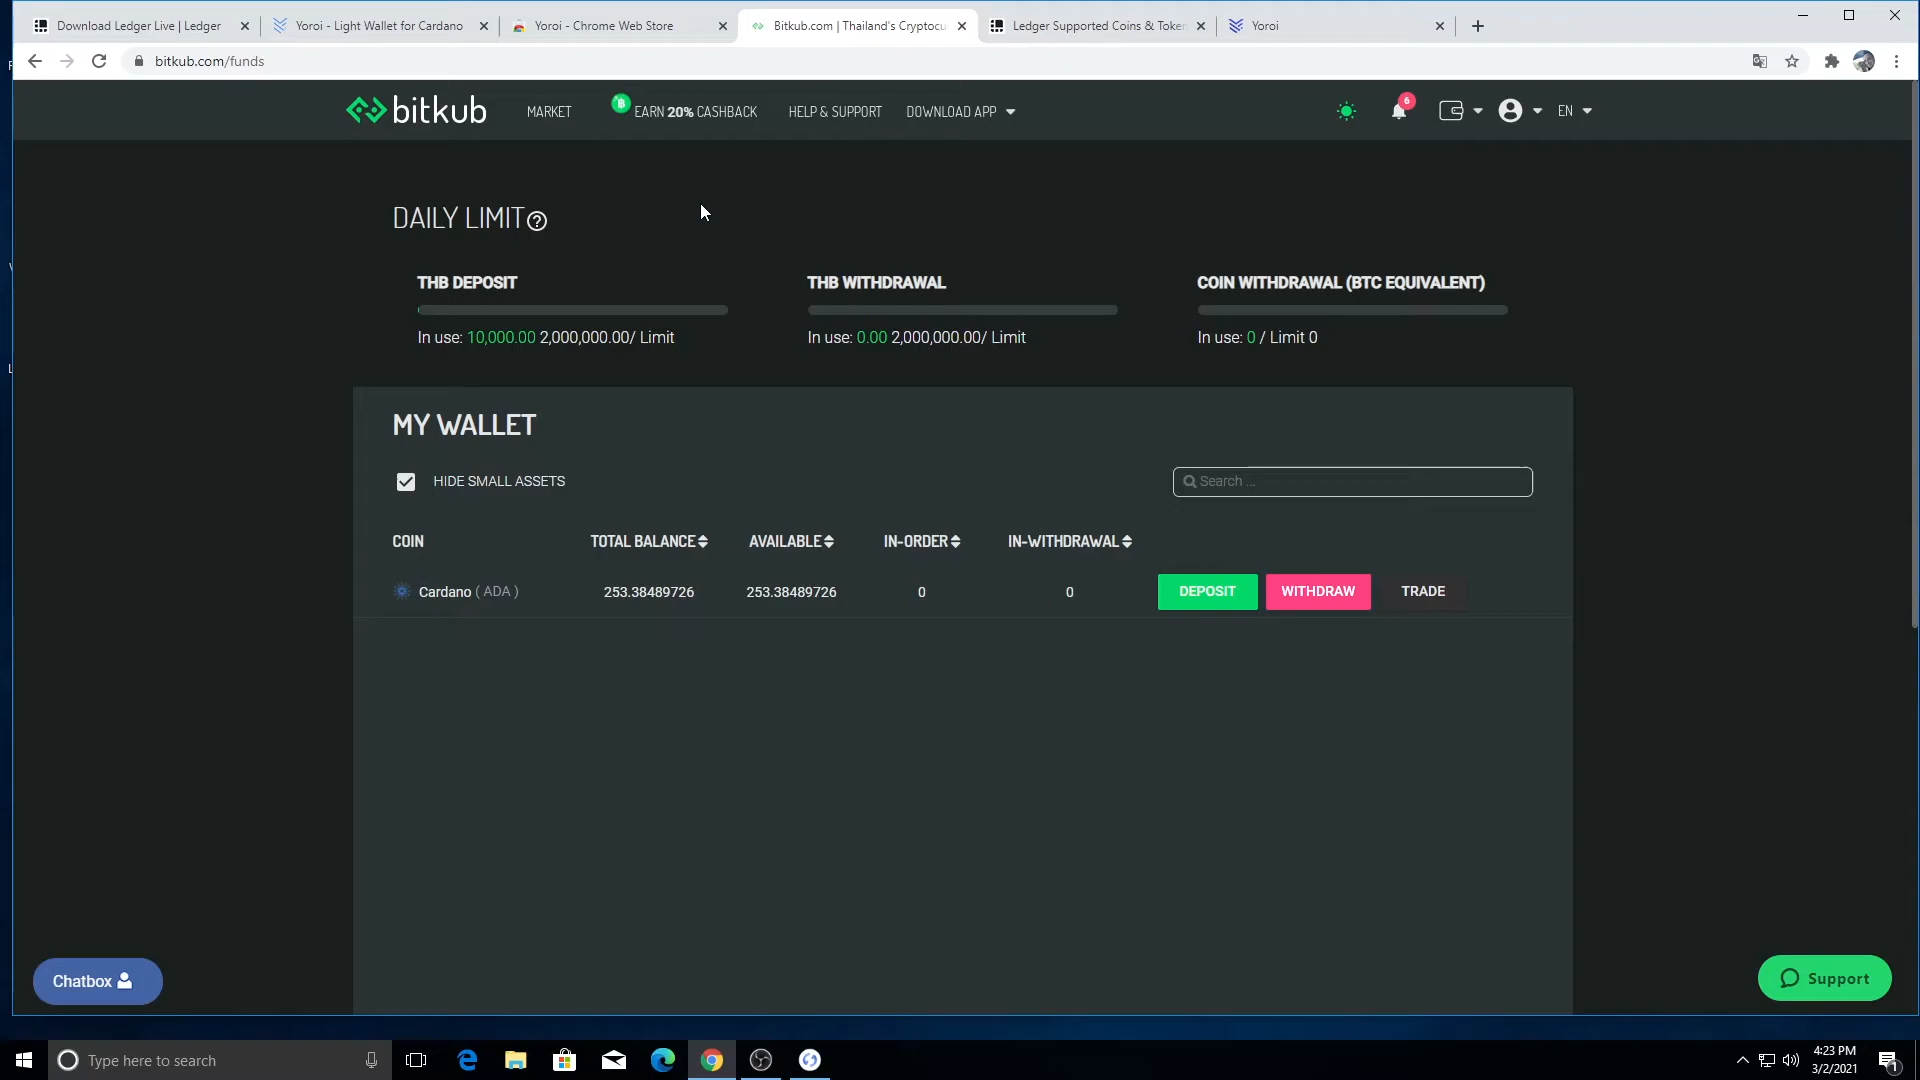 Download Ledger Live | Ledger
Yoroi - Light Wallet for Cardano
Yoroi - Chrome Web Store
Bitkub.com | Thailand's Cryptocu
Ledger Supported Coins & Token
Yoroi
bitkub.com/funds
bitkub
MARKET
EARN 20% CASHBACK
HELP & SUPPORT
DOWNLOAD APP
6
EN
DAILY LIMIT
THB DEPOSIT
THB WITHDRAWAL
COIN WITHDRAWAL (BTC EQUIVALENT)
In use: 10,000.00 2,000,000.00/ Limit
In use: 0.00 2,000,000.00/ Limit
In use: 0 / Limit 0
MY WALLET
HIDE SMALL ASSETS
Search ...
COIN
TOTAL BALANCE
AVAILABLE
IN-ORDER
IN-WITHDRAWAL
Cardano ( ADA )
253.38489726
253.38489726
0
0
DEPOSIT
WITHDRAW
TRADE
Chatbox
Support
Type here to search
4:23 PM
3/2/2021
1